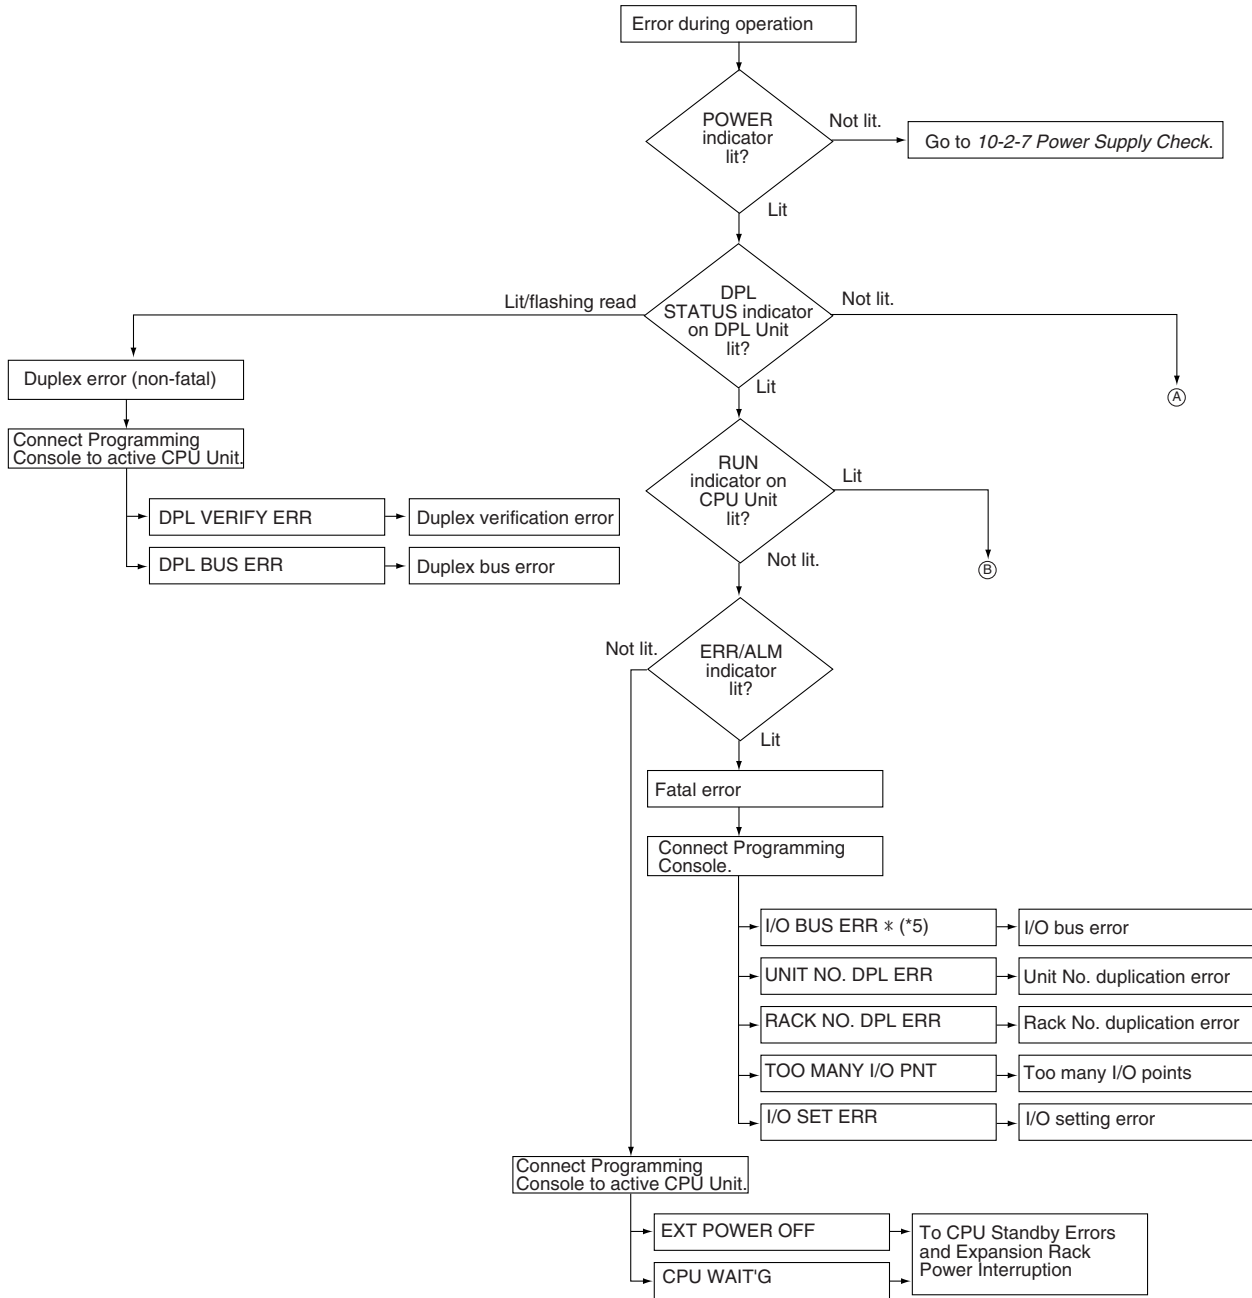 Error during operation
POWER
indicator
lit?
Not lit.
Go to 10-2-7 Power Supply Check.
Lit
DPL
STATUS indicator
on DPL Unit
lit?
Lit/flashing read
Not lit.
Lit
A
Duplex error (non-fatal)
Connect Programming
Console to active CPU Unit.
DPL VERIFY ERR
Duplex verification error
DPL BUS ERR
Duplex bus error
RUN
indicator on
CPU Unit
lit?
Lit
B
Not lit.
ERR/ALM
indicator
lit?
Not lit.
Lit
Fatal error
Connect Programming
Console.
I/O BUS ERR * (*5)
I/O bus error
UNIT NO. DPL ERR
Unit No. duplication error
RACK NO. DPL ERR
Rack No. duplication error
TOO MANY I/O PNT
Too many I/O points
I/O SET ERR
I/O setting error
Connect Programming
Console to active CPU Unit.
EXT POWER OFF
CPU WAIT'G
To CPU Standby Errors
and Expansion Rack
Power Interruption